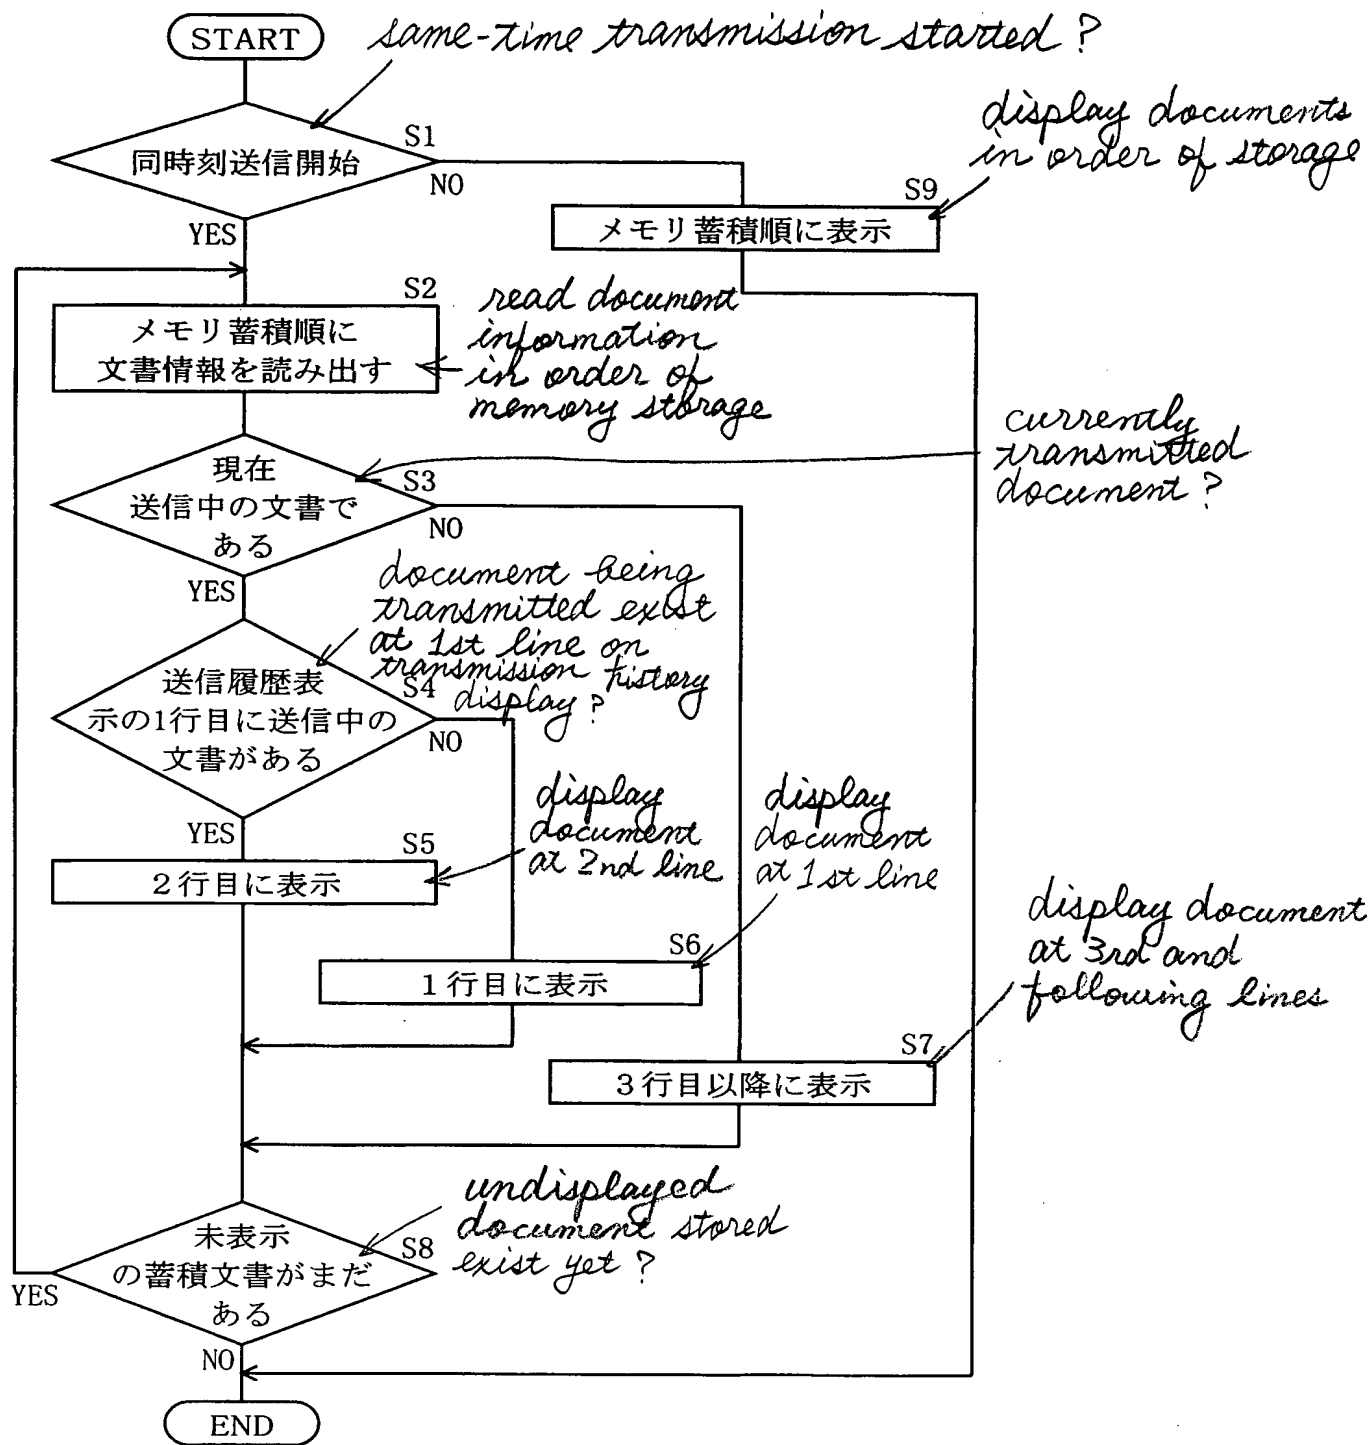 START
same-time transmission started?
同時刻送信開始
S1
NO
YES
display documents
in order of storage
S9
メモリ蓄積順に表示
S2
メモリ蓄積順に
文書情報を読み出す
read document
information
in order of
memory storage
現在
送信中の文書で
ある
S3
NO
YES
currently
transmitted
document?
document being
transmitted exist
at 1st line on
transmission history
display?
送信履歴表
示の1行目に送信中の
文書がある
S4
NO
YES
display
document
at 2nd line
S5
2行目に表示
display
document
at 1st line
S6
1行目に表示
display document
at 3rd and
following lines
S7
3行目以降に表示
undisplayed
document stored
exist yet?
未表示
の蓄積文書がまだ
ある
S8
YES
NO
END